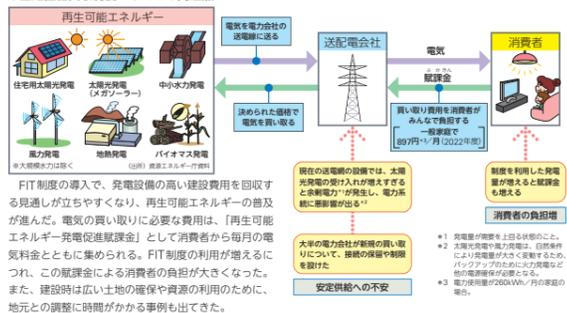 再生可能エネルギー
住宅用太陽光発電
太陽光発電
(メガソーラー)
中小水力発電
風力発電
地熱発電
バイオマス発電
※大規模水力は除く
(出所)資源エネルギー庁資料
電気を電力会社の
送電線に送る
決められた価格で
電気を買い取る
送配電会社
電気
ふかきん
賦課金
消費者
買い取り費用を消費者が
みんなで負担する
一般家庭で
897円*3/月(2022年度)
現在の送電網の設備では、太陽
光発電の受け入れが増えすぎる
と余剰電力*1が発生し、電力系
統に悪影響が出る*2
大半の電力会社が新規の買い取
りについて、接続の保留や制限
を設けた
安定供給への不安
制度を利用した発電
量が増えると賦課金
も増える
消費者の負担増
*1 発電量が需要を上回る状態のこと。
*2 太陽光発電や風力発電は、自然条件
により発電量が大きく変動するため、
バックアップのために火力発電など
他の電源確保が必要となる。
*3 電力使用量が260kWh/月の家庭の
場合。
FIT制度の導入で、発電設備の高い建設費用を回収す
る見通しが立ちやすくなり、再生可能エネルギーの普及
が進んだ。電気の買い取りに必要な費用は、「再生可能
エネルギー発電促進賦課金」として消費者から毎月の電
気料金とともに集められる。FIT制度の利用が増えるに
つれ、この賦課金による消費者の負担が大きくなった。
また、建設時は広い土地の確保や資源の利用のために、
地元との調整に時間がかかる事例も出てきた。